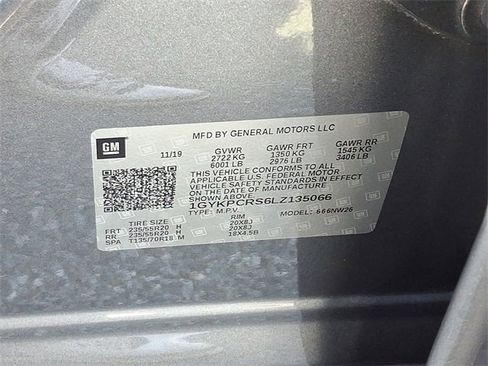 MFD BY GENERAL MOTORS LLC
GM
11/19 GVWR GAWR FRT GAWR RR
2722 KG 1350 KG 1545 KG
6001 LB 2976 LB 3406 LB
THIS VEHICLE CONFORMS TO ALL
APPLICABLE U.S. FEDERAL MOTOR
VEHICLE SAFETY STANDARDS IN EFFECT
ON THE DATE OF MANUFACTURE
SHOWN ABOVE.
1GYKPCRS6LZ135066
TYPE: M.P.V. MODEL: 666NW26
TIRE SIZE RIM
FRT 235/55R20 H 20X8J
RR 235/55R20 H 20X8J
SPA T135/70R18 M 18X4.5B